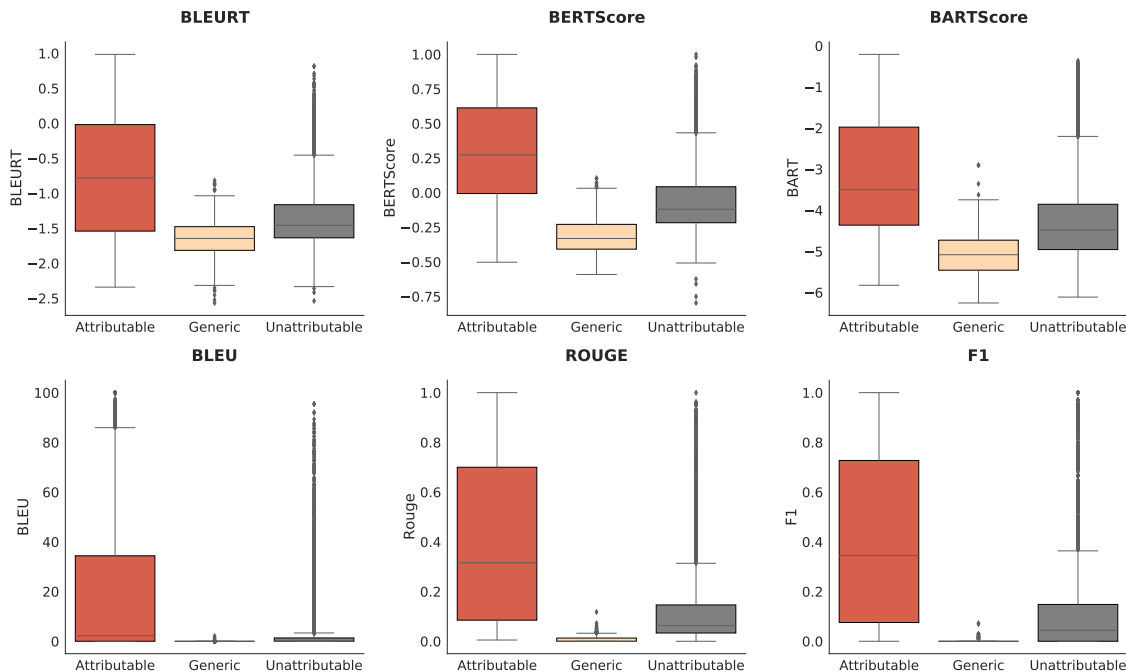 BLEURT
BERTScore
BARTScore
1.0
0.5
0.0
−0.5
−1.0
−1.5
−2.0
−2.5
BLEURT
Attributable Generic Unattributable
1.00
0.75
0.50
0.25
0.00
−0.25
−0.50
−0.75
BERTScore
Attributable Generic Unattributable
0
−1
−2
−3
−4
−5
−6
BART
Attributable Generic Unattributable
BLEU
ROUGE
F1
100
80
60
40
20
0
BLEU
Attributable Generic Unattributable
1.0
0.8
0.6
0.4
0.2
0.0
Rouge
Attributable Generic Unattributable
1.0
0.8
0.6
0.4
0.2
0.0
F1
Attributable Generic Unattributable